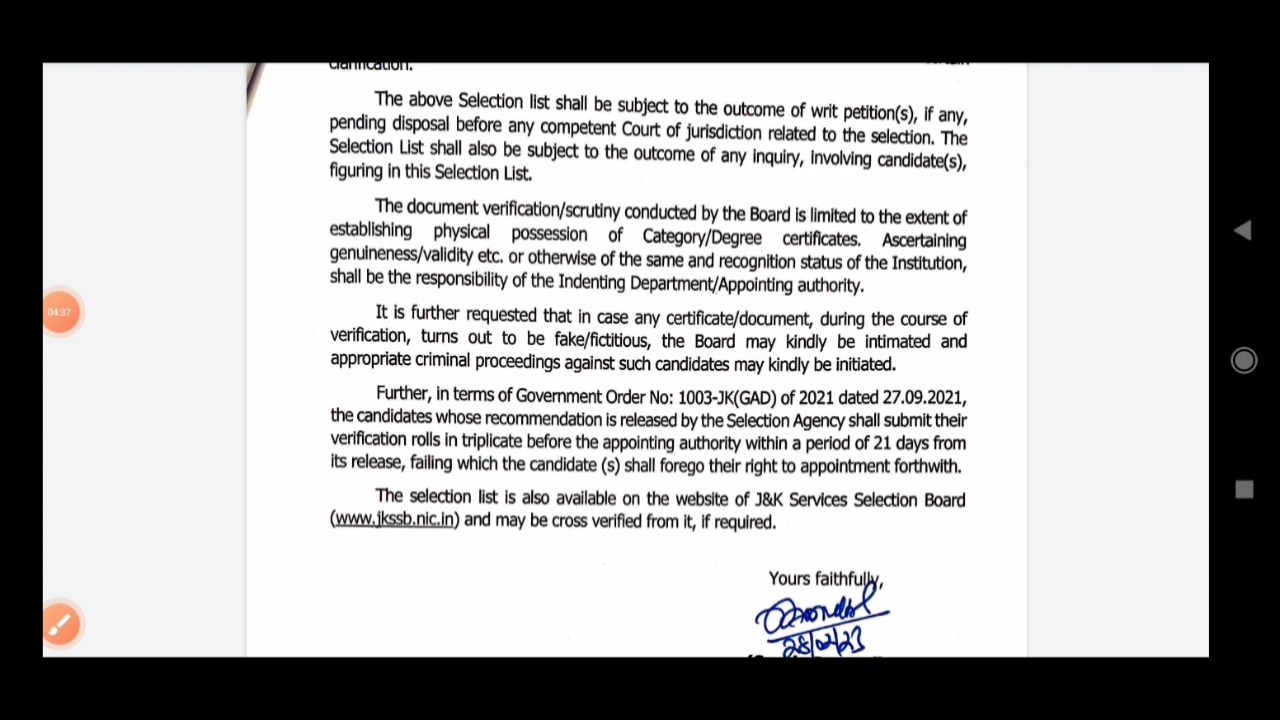 clarification.
The above Selection list shall be subject to the outcome of writ petition(s), if any,
pending disposal before any competent Court of jurisdiction related to the selection. The
Selection List shall also be subject to the outcome of any inquiry, involving candidate(s),
figuring in this Selection List.
The document verification/scrutiny conducted by the Board is limited to the extent of
establishing physical possession of Category/Degree certificates. Ascertaining
genuineness/validity etc. or otherwise of the same and recognition status of the Institution,
shall be the responsibility of the Indenting Department/Appointing authority.
It is further requested that in case any certificate/document, during the course of
verification, turns out to be fake/fictitious, the Board may kindly be intimated and
appropriate criminal proceedings against such candidates may kindly be initiated.
Further, in terms of Government Order No: 1003-JK(GAD) of 2021 dated 27.09.2021,
the candidates whose recommendation is released by the Selection Agency shall submit their
verification rolls in triplicate before the appointing authority within a period of 21 days from
its release, failing which the candidate (s) shall forego their right to appointment forthwith.
The selection list is also available on the website of J&K Services Selection Board
(www.jkssb.nic.in) and may be cross verified from it, if required.
Yours faithfully,
28/02/23
04:37